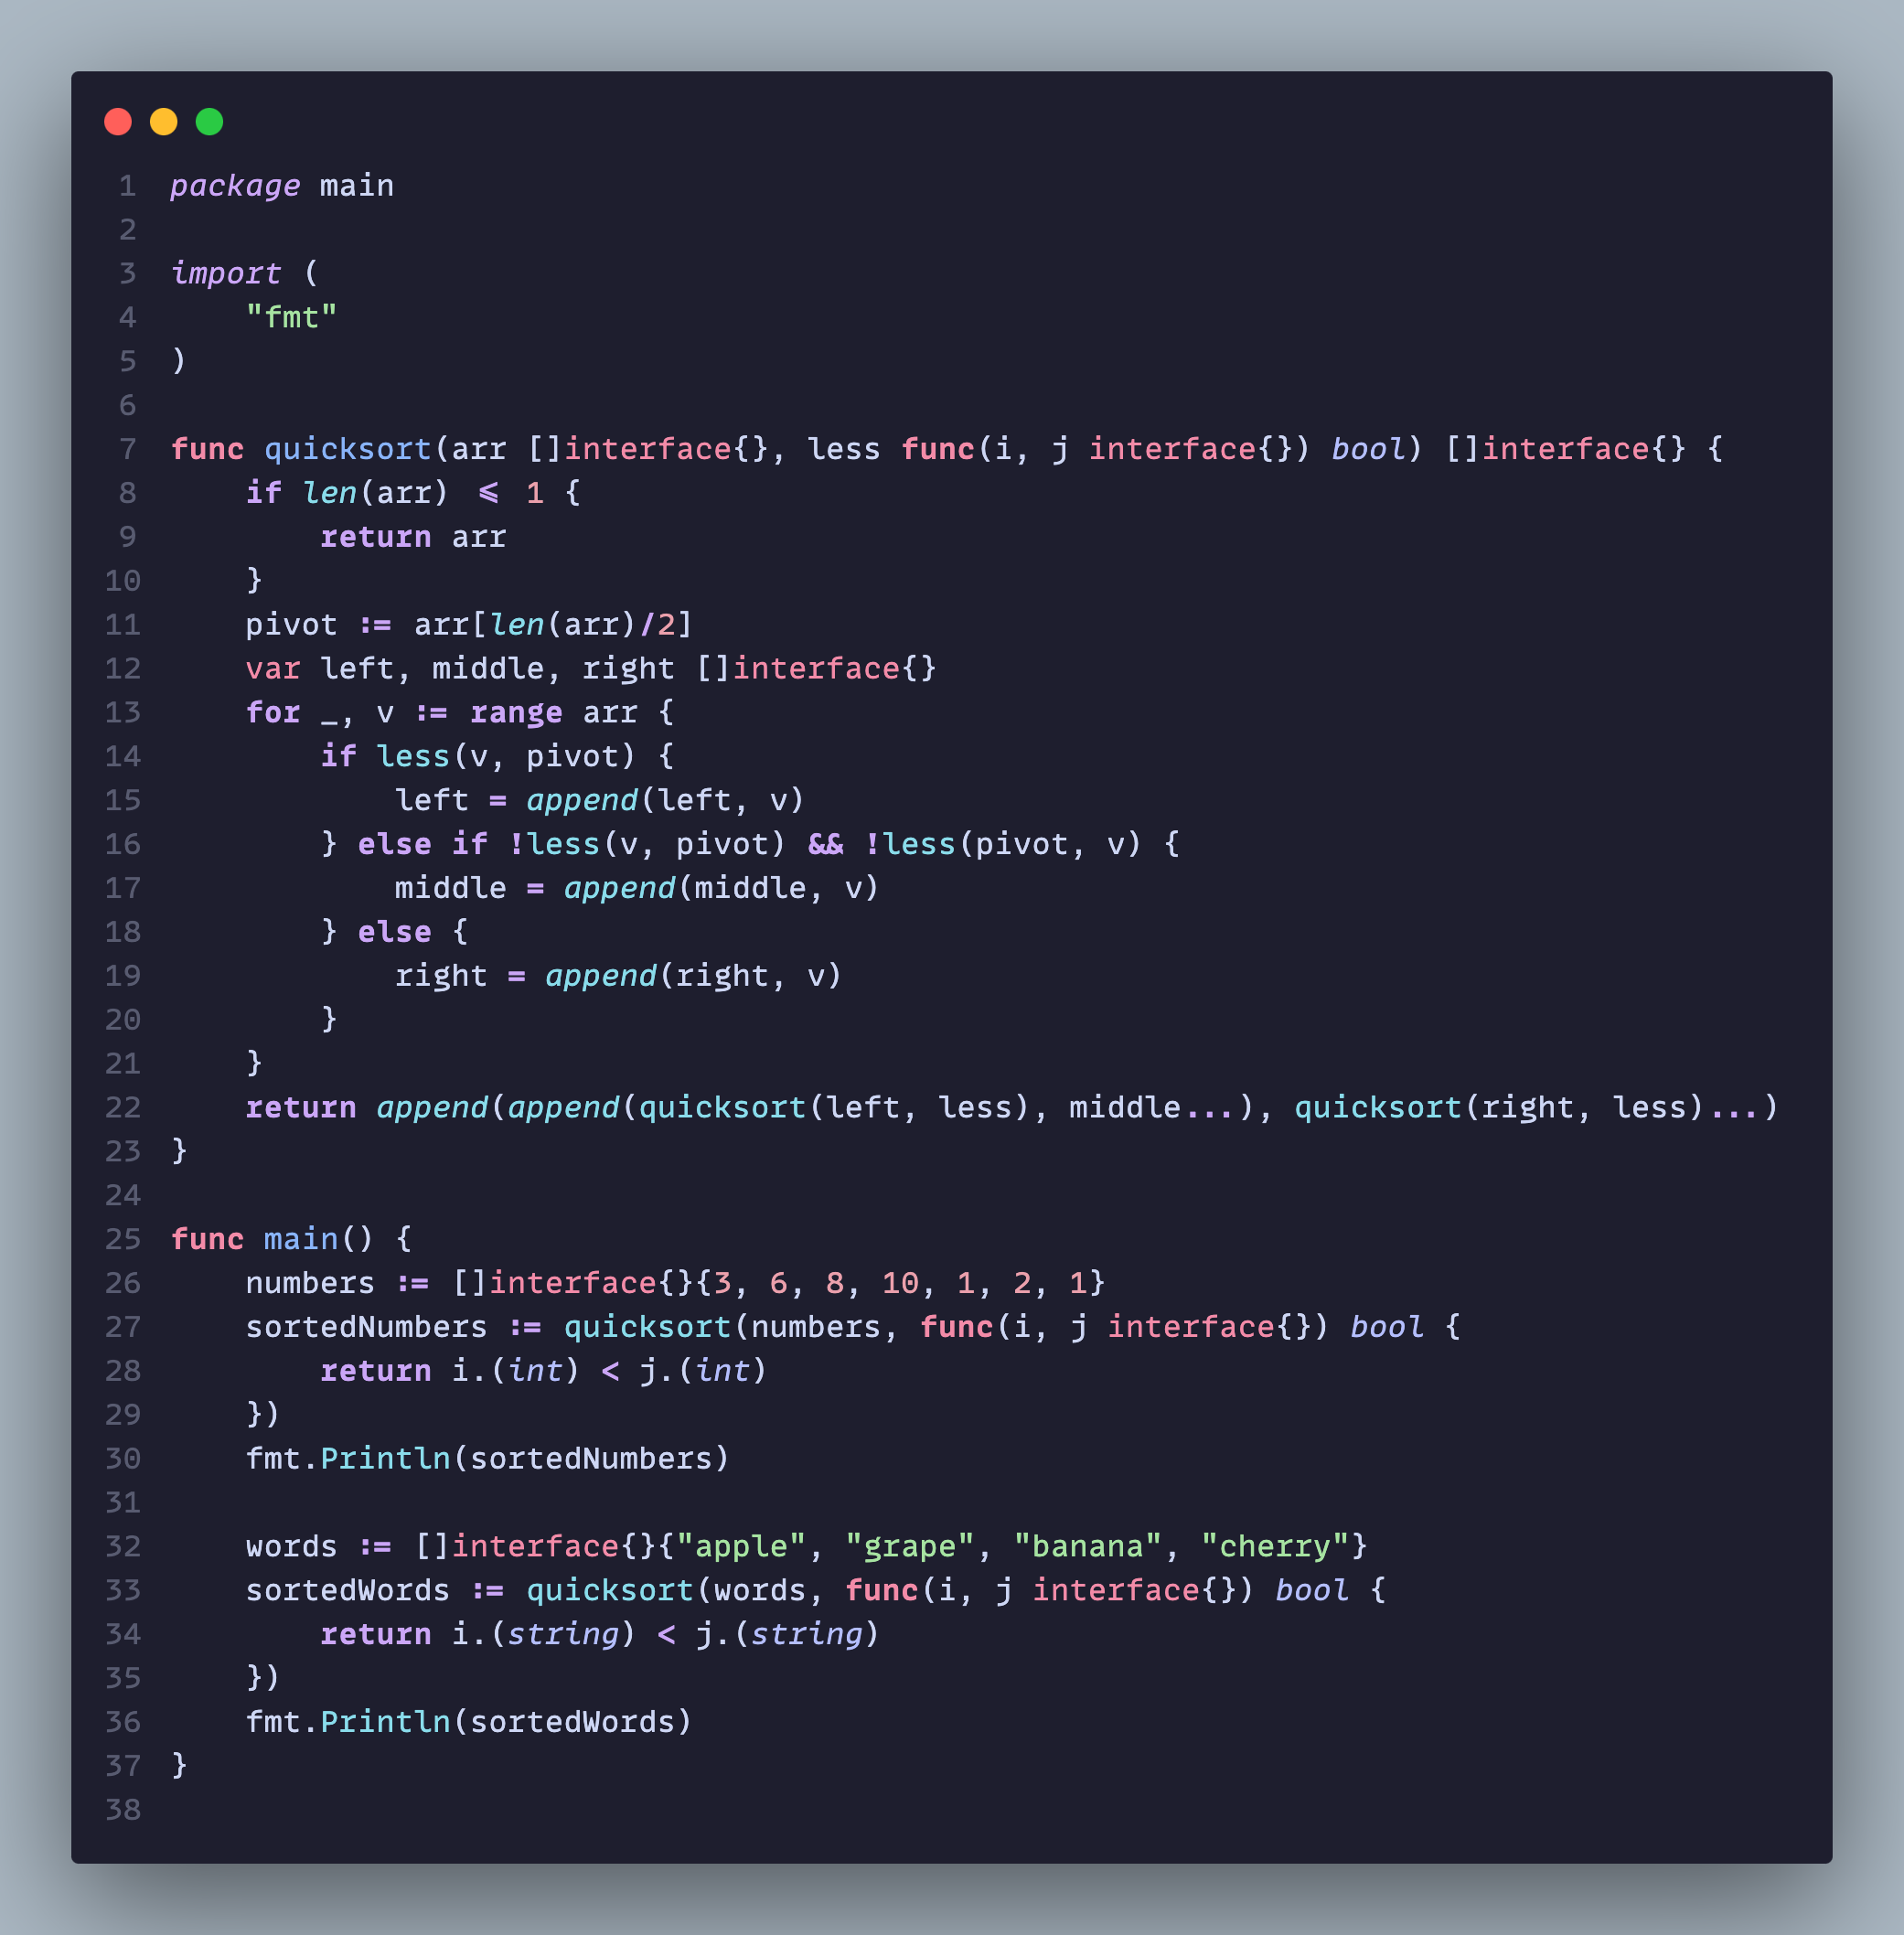 1 package main
2
3 import (
4     "fmt"
5 )
6
7 func quicksort(arr []interface{}, less func(i, j interface{}) bool) []interface{} {
8     if len(arr) <= 1 {
9         return arr
10     }
11     pivot := arr[len(arr)/2]
12     var left, middle, right []interface{}
13     for _, v := range arr {
14         if less(v, pivot) {
15             left = append(left, v)
16         } else if !less(v, pivot) && !less(pivot, v) {
17             middle = append(middle, v)
18         } else {
19             right = append(right, v)
20         }
21     }
22     return append(append(quicksort(left, less), middle...), quicksort(right, less)...)
23 }
24
25 func main() {
26     numbers := []interface{}{3, 6, 8, 10, 1, 2, 1}
27     sortedNumbers := quicksort(numbers, func(i, j interface{}) bool {
28         return i.(int) < j.(int)
29     })
30     fmt.Println(sortedNumbers)
31
32     words := []interface{}{"apple", "grape", "banana", "cherry"}
33     sortedWords := quicksort(words, func(i, j interface{}) bool {
34         return i.(string) < j.(string)
35     })
36     fmt.Println(sortedWords)
37 }
38